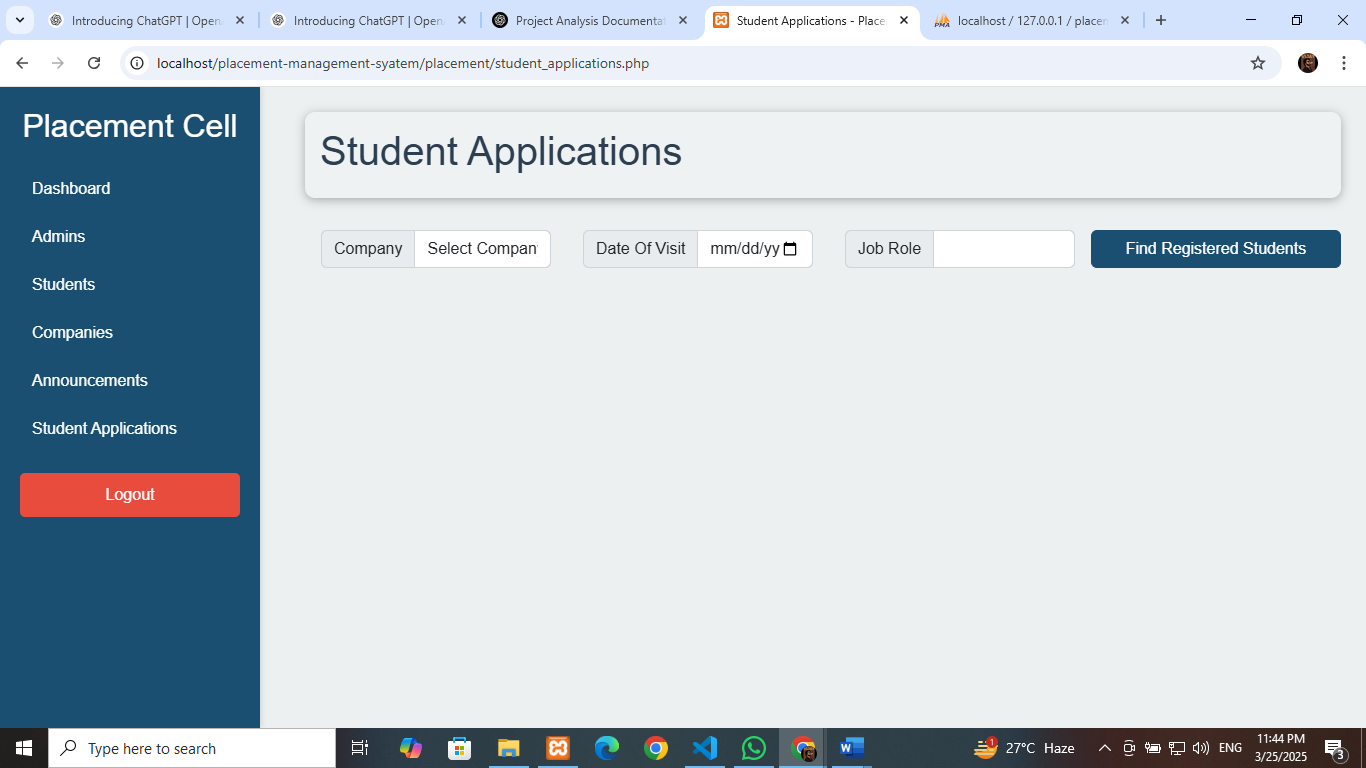 Introducing ChatGPT | Open
Introducing ChatGPT | Open
Project Analysis Documenta
Student Applications - Place
localhost / 127.0.0.1 / placem
localhost/placement-management-syatem/placement/student_applications.php
Placement Cell
Dashboard
Admins
Students
Companies
Announcements
Student Applications
Logout
Student Applications
Company
Select Company
Date Of Visit
mm/dd/yy
Job Role
Find Registered Students
Type here to search
1
27°C Haze
ENG
11:44 PM
3/25/2025
3